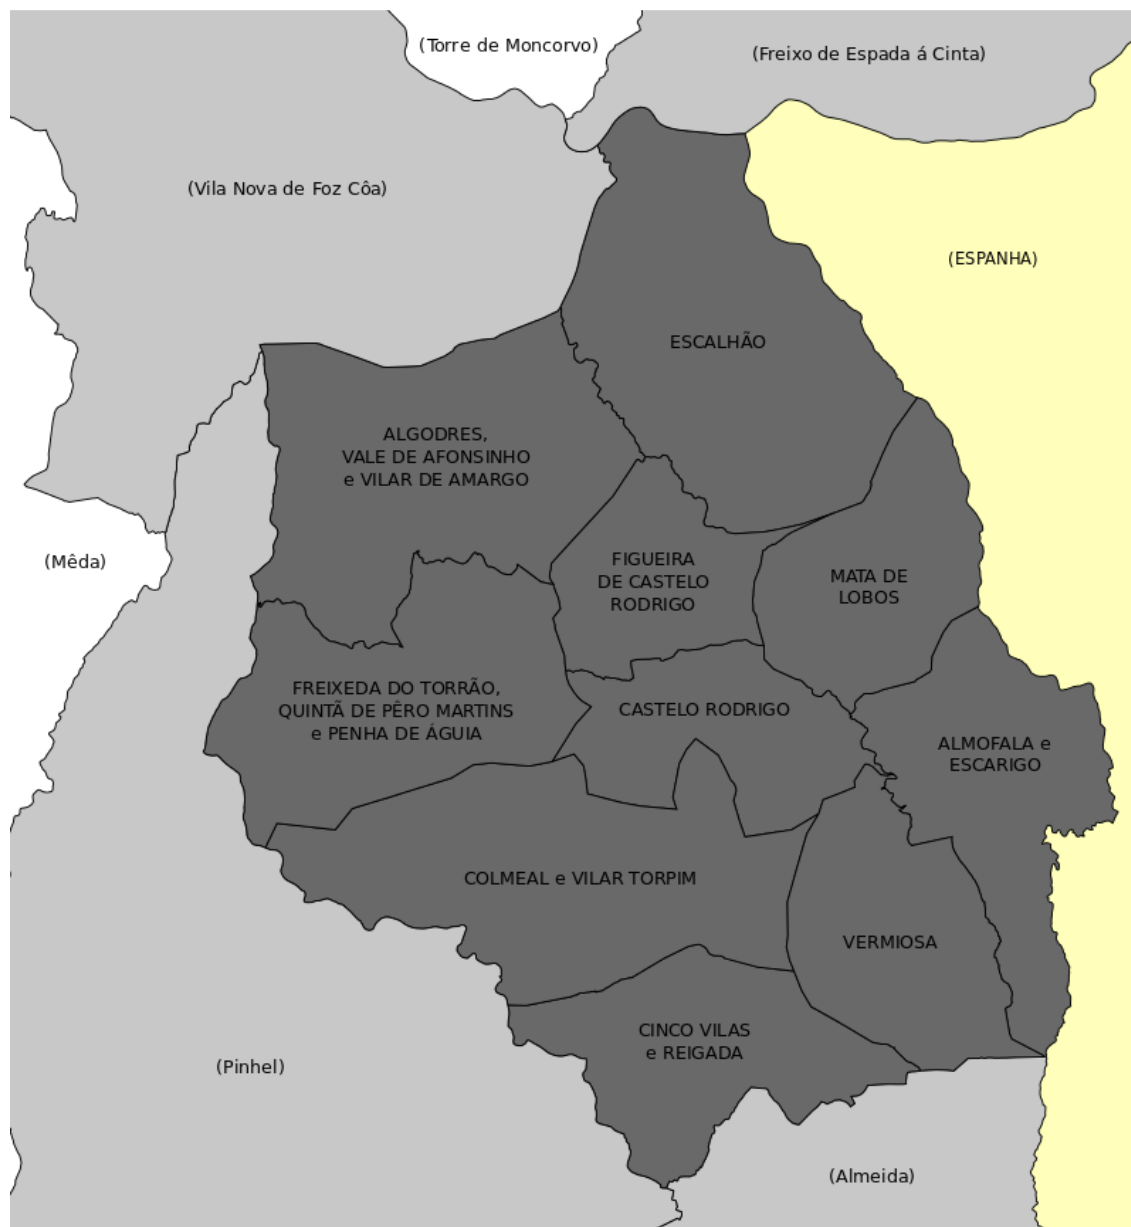 (Torre de Moncorvo)
(Freixo de Espada á Cinta)
(Vila Nova de Foz Côa)
(ESPANHA)
ESCALHÃO
ALGODRES,
VALE DE AFONSINHO
e VILAR DE AMARGO
(Mêda)
FIGUEIRA
DE CASTELO
RODRIGO
MATA DE
LOBOS
FREIXEDA DO TORRÃO,
QUINTÃ DE PÊRO MARTINS
e PENHA DE ÁGUIA
CASTELO RODRIGO
ALMOFALA e
ESCARIGO
COLMEAL e VILAR TORPIM
VERMIOSA
CINCO VILAS
e REIGADA
(Pinhel)
(Almeida)